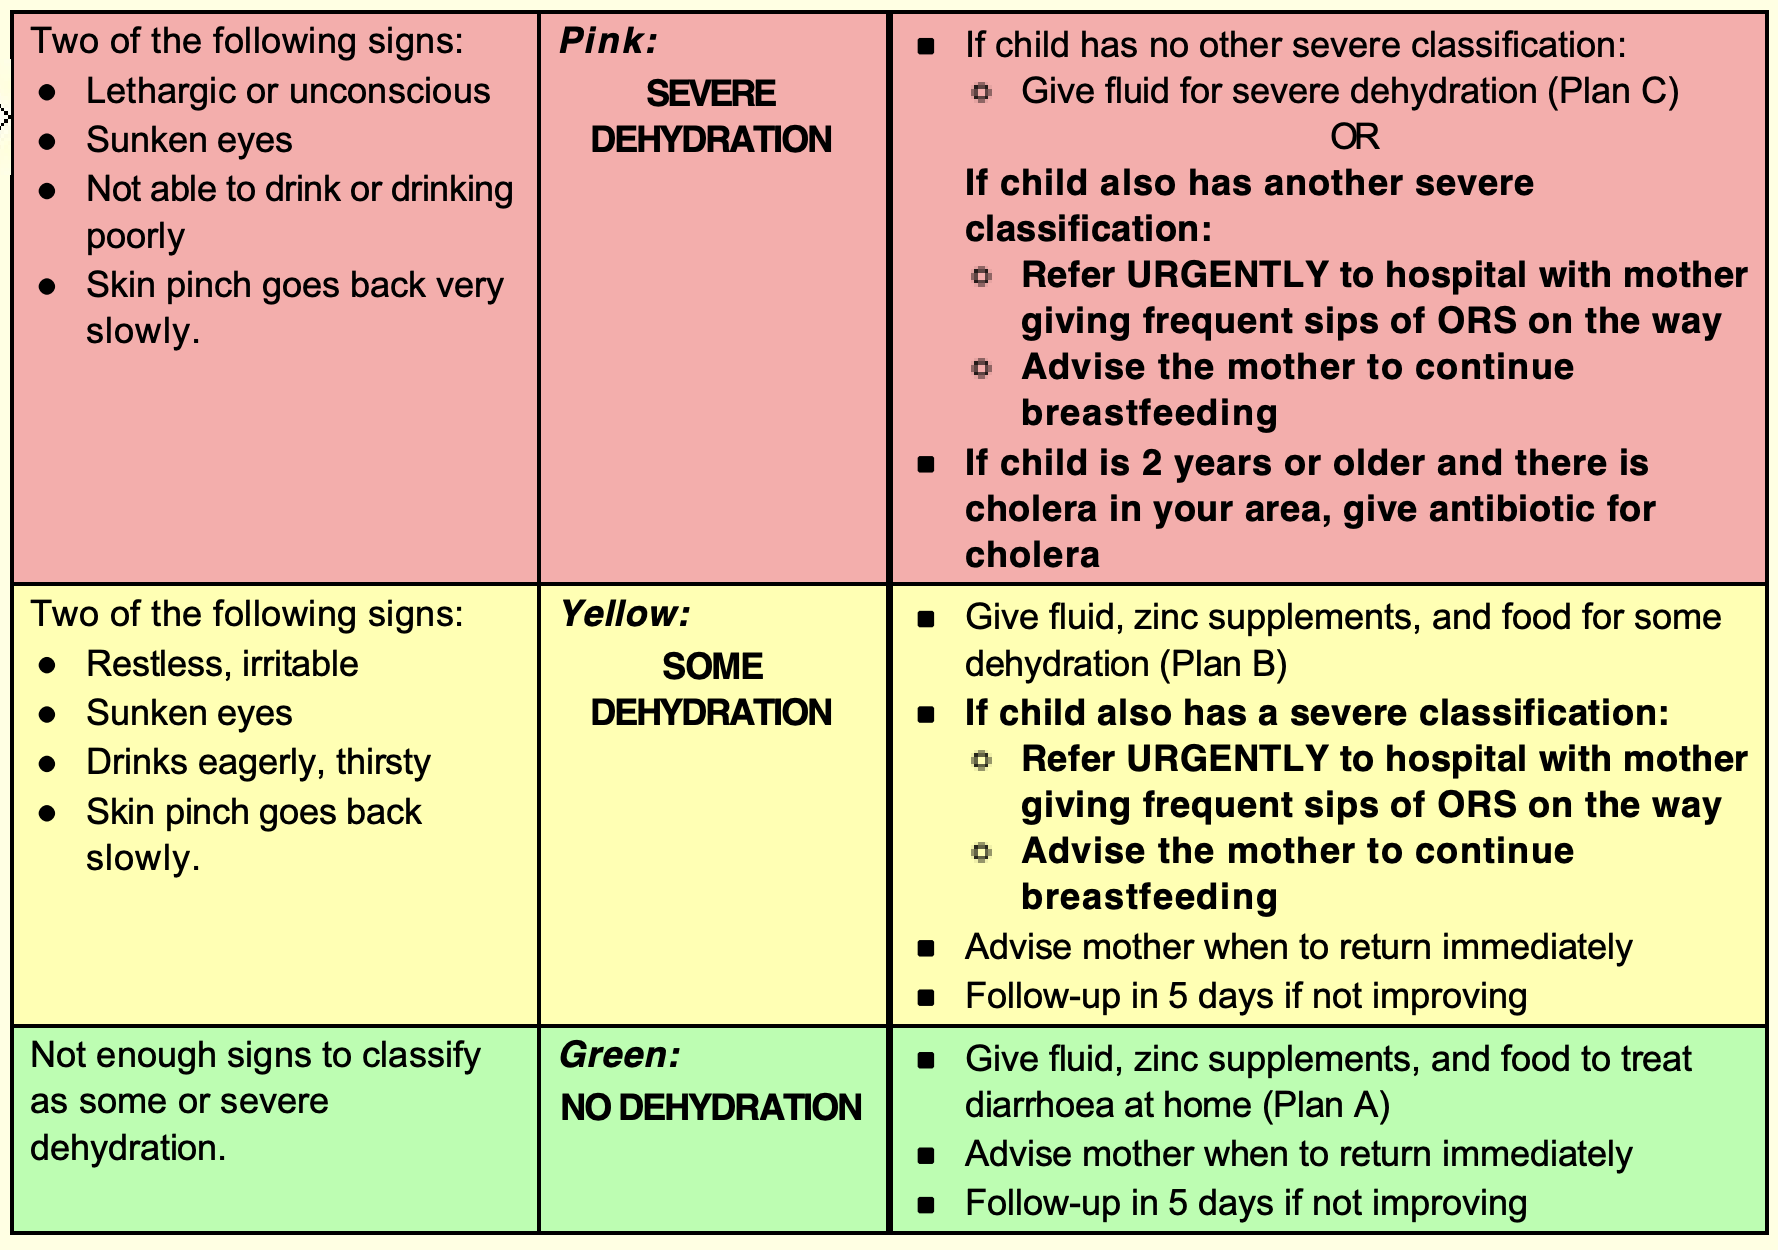 Two of the following signs:
● Lethargic or unconscious
● Sunken eyes
● Not able to drink or drinking
poorly
● Skin pinch goes back very
slowly.
Pink:
SEVERE
DEHYDRATION
■ If child has no other severe classification:
Give fluid for severe dehydration (Plan C)
OR
If child also has another severe
classification:
Refer URGENTLY to hospital with mother
giving frequent sips of ORS on the way
Advise the mother to continue
breastfeeding
■ If child is 2 years or older and there is
cholera in your area, give antibiotic for
cholera
Two of the following signs:
● Restless, irritable
● Sunken eyes
● Drinks eagerly, thirsty
● Skin pinch goes back
slowly.
Yellow:
SOME
DEHYDRATION
■ Give fluid, zinc supplements, and food for some
dehydration (Plan B)
■ If child also has a severe classification:
Refer URGENTLY to hospital with mother
giving frequent sips of ORS on the way
Advise the mother to continue
breastfeeding
■ Advise mother when to return immediately
■ Follow-up in 5 days if not improving
Not enough signs to classify
as some or severe
dehydration.
Green:
NO DEHYDRATION
■ Give fluid, zinc supplements, and food to treat
diarrhoea at home (Plan A)
■ Advise mother when to return immediately
■ Follow-up in 5 days if not improving